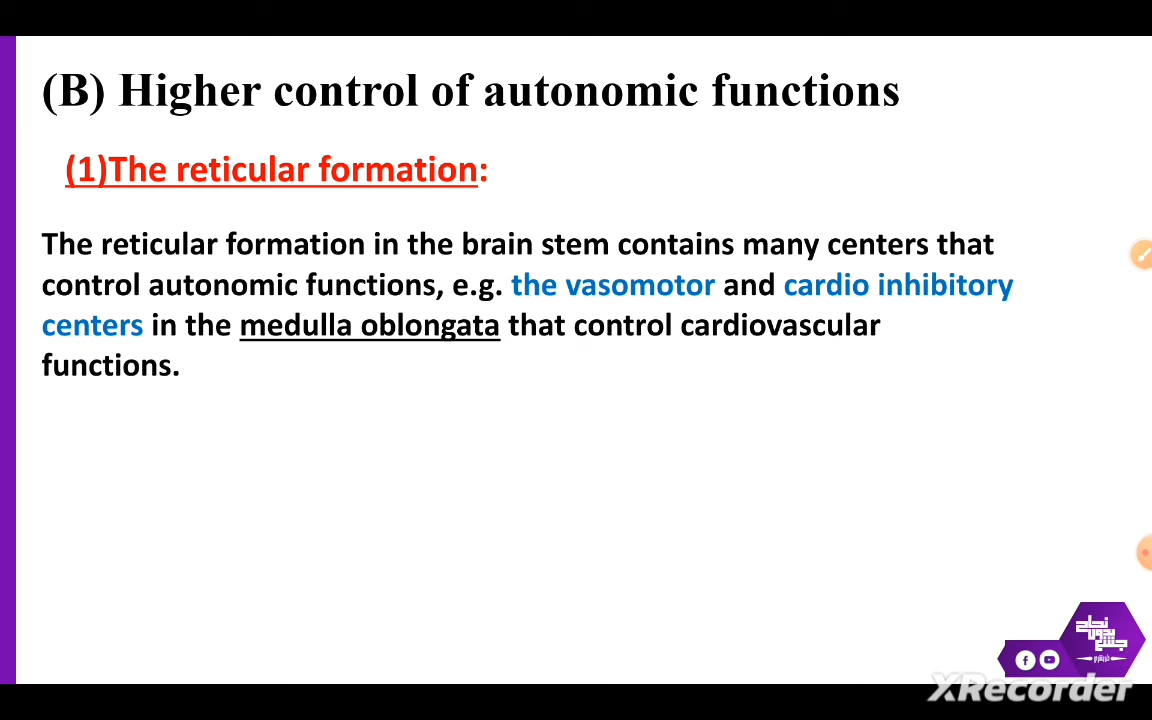 (B) Higher control of autonomic functions
(1)The reticular formation:
The reticular formation in the brain stem contains many centers that
control autonomic functions, e.g. the vasomotor and cardio inhibitory
centers in the medulla oblongata that control cardiovascular
functions.
XRecorder